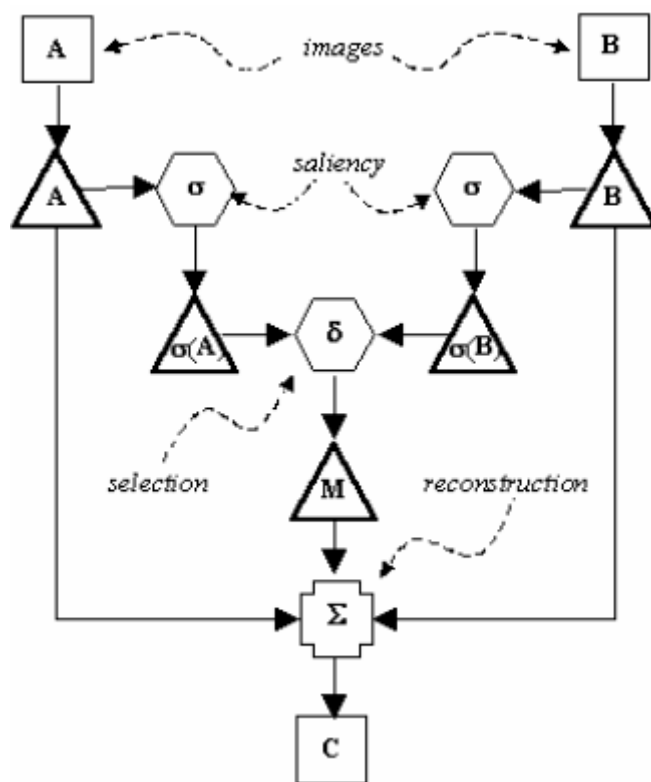 A images B
A σ saliency σ B
σ(A) δ σ(B)
selection M reconstruction
Σ
C